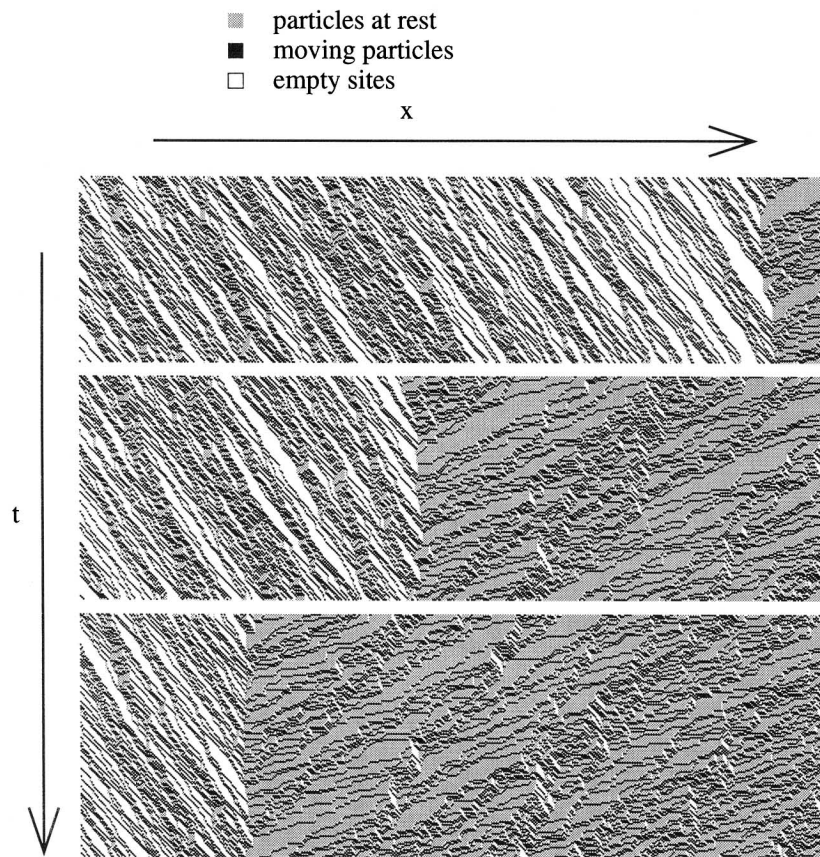 particles at rest
moving particles
empty sites
x
t